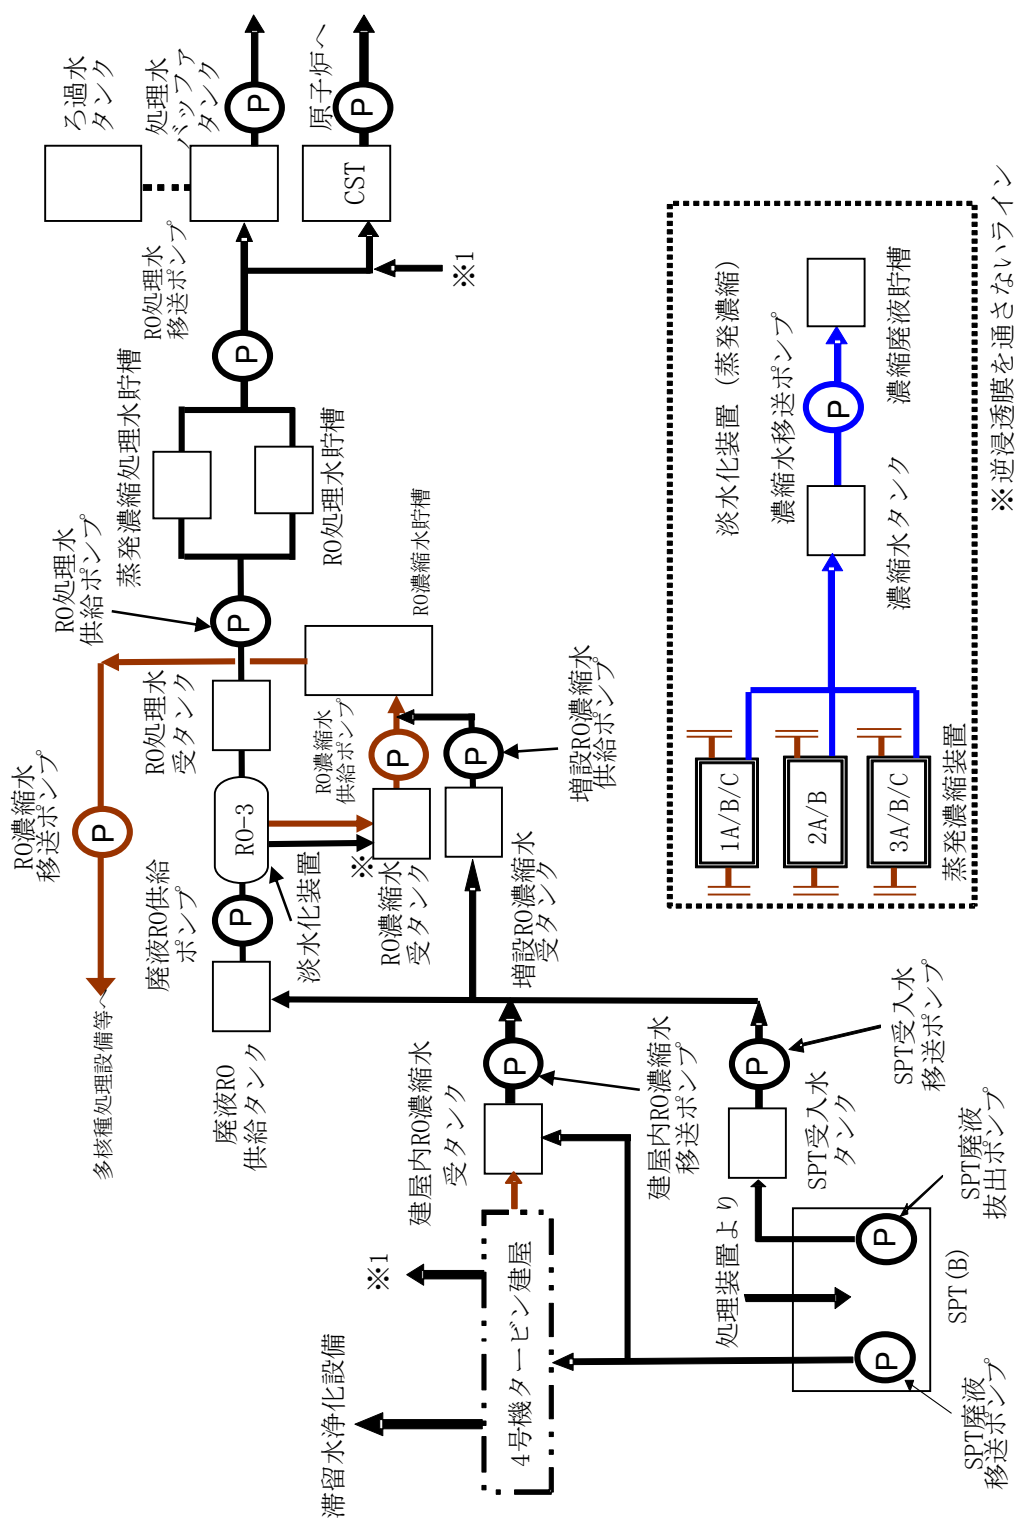 ろ過水
タンク
処理水
バッファ
タンク
P
原子炉へ
P
CST
RO処理水
移送ポンプ
※1
P
蒸発濃縮処理水貯槽
RO処理水貯槽
RO処理水
供給ポンプ
P
RO濃縮水貯槽
RO処理水
受タンク
RO濃縮水
供給ポンプ
P
P
増設RO濃縮水
供給ポンプ
RO濃縮水
移送ポンプ
P
RO-3
※
廃液RO供給
ポンプ
P
淡水化装置
RO濃縮水
受タンク
増設RO濃縮水
受タンク
多核種処理設備等へ
廃液RO
供給タンク
建屋内RO濃縮水
受タンク
P
建屋内RO濃縮水
移送ポンプ
P
SPT受入水
移送ポンプ
SPT受入水
タンク
SPT廃液
抜出ポンプ
P
処理装置より
SPT(B)
P
SPT廃液
移送ポンプ
※1
4号機タービン建屋
滞留水浄化設備
淡水化装置(蒸発濃縮)
濃縮水移送ポンプ
P
濃縮廃液貯槽
濃縮水タンク
1A/B/C
2A/B
3A/B/C
蒸発濃縮装置
※逆浸透膜を通さないライン